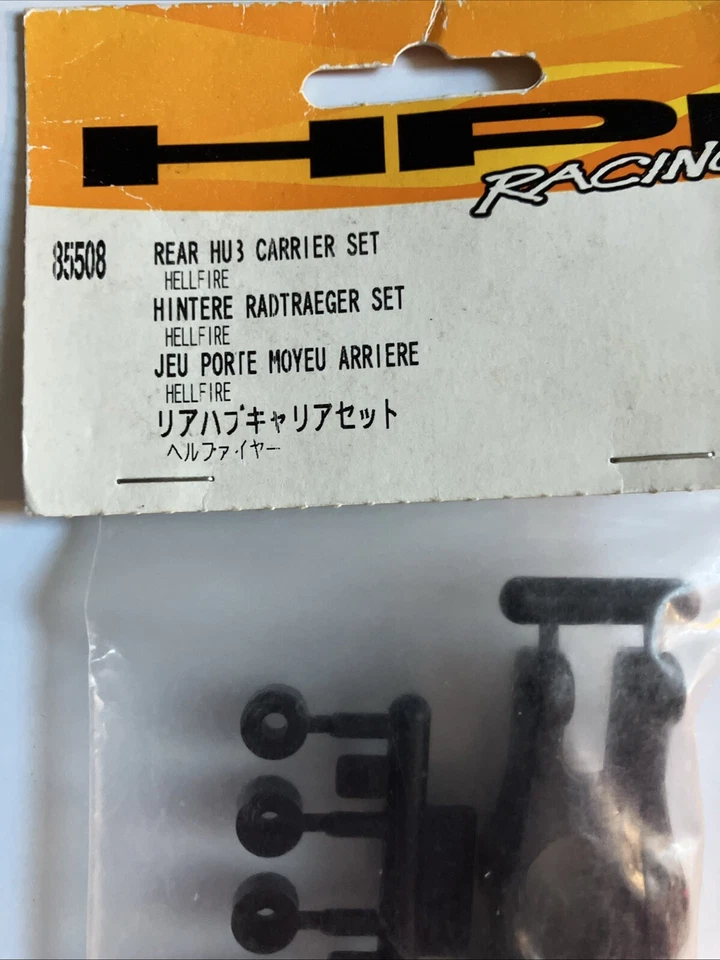 HPI
RACING
85508
REAR HUB CARRIER SET
HELLFIRE
HINTERE RADTRAEGER SET
HELLFIRE
JEU PORTE MOYEU ARRIERE
HELLFIRE
リアハブキャリアセット
ヘルファイヤー